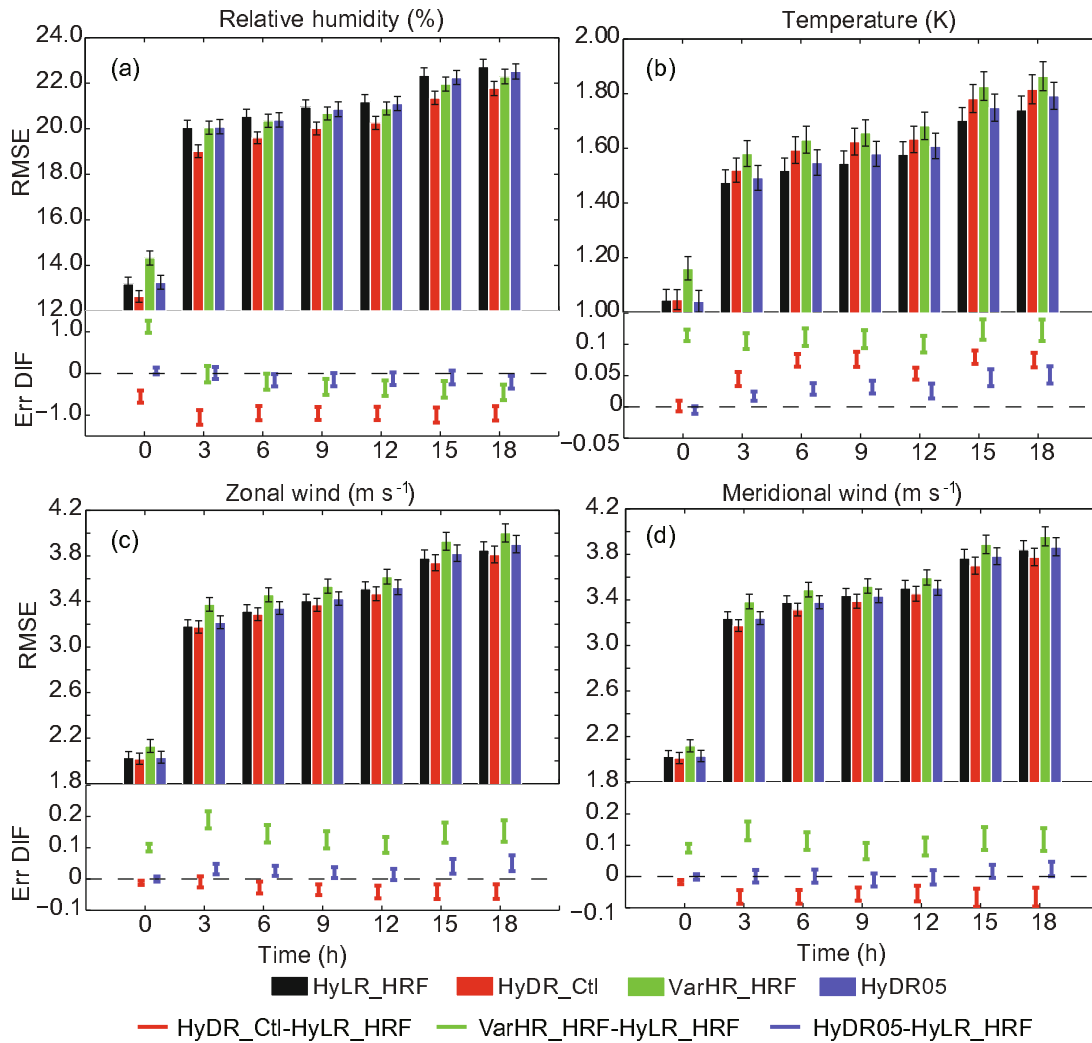 Relative humidity (%)
Temperature (K)
(a)
24.0
22.0
20.0
18.0
16.0
14.0
12.0
RMSE
1.0
0
−1.0
Err DIF
0 3 6 9 12 15 18
(b)
2.00
1.80
1.60
1.40
1.20
1.00
0.1
0.05
0
−0.05
0 3 6 9 12 15 18
Zonal wind (m s⁻¹)
Meridional wind (m s⁻¹)
(c)
4.2
3.8
3.4
3.0
2.6
2.2
1.8
RMSE
0.2
0.1
0
−0.1
Err DIF
0 3 6 9 12 15 18
Time (h)
(d)
4.2
3.8
3.4
3.0
2.6
2.2
1.8
0.2
0.1
0
−0.1
0 3 6 9 12 15 18
Time (h)
HyLR_HRF HyDR_Ctl VarHR_HRF HyDR05
HyDR_Ctl-HyLR_HRF VarHR_HRF-HyLR_HRF HyDR05-HyLR_HRF